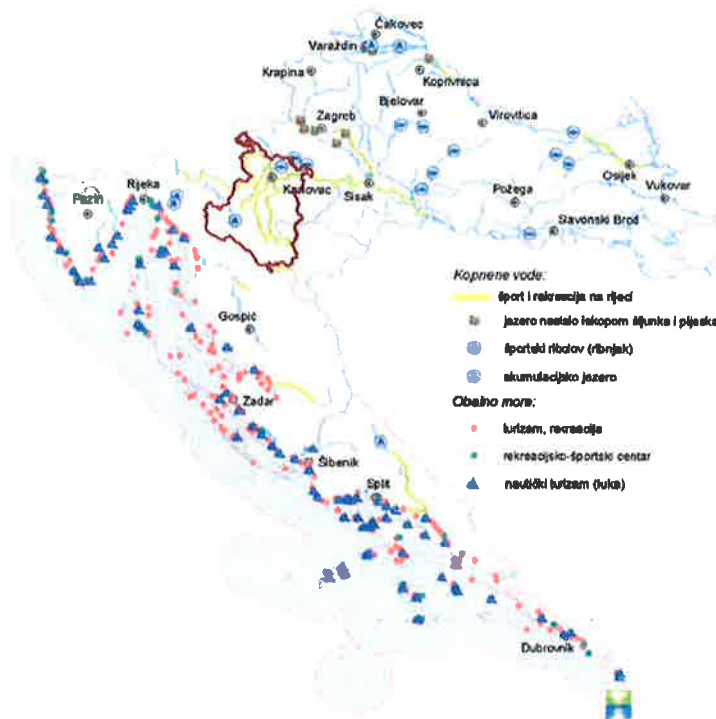 Čakovec
Varaždin
A
A
Krapina
Koprivnica
Bjelovar
Zagreb
Virovitica
Osijek
Vukovar
Rijeka
Karlovac
Sisak
Požega
Slavonski Brod
Pazin
A
Kopnene vode:
šport i rekreacija na rijeci
jezero nastalo iskopom šljunka i pijeska
športski ribolov (ribnjak)
akumulacijsko jezero
Gospić
Obalno more:
turizam, rekreacija
rekreacijsko-športski centar
nautički turizam (luka)
Zadar
A
Šibenik
Split
Dubrovnik